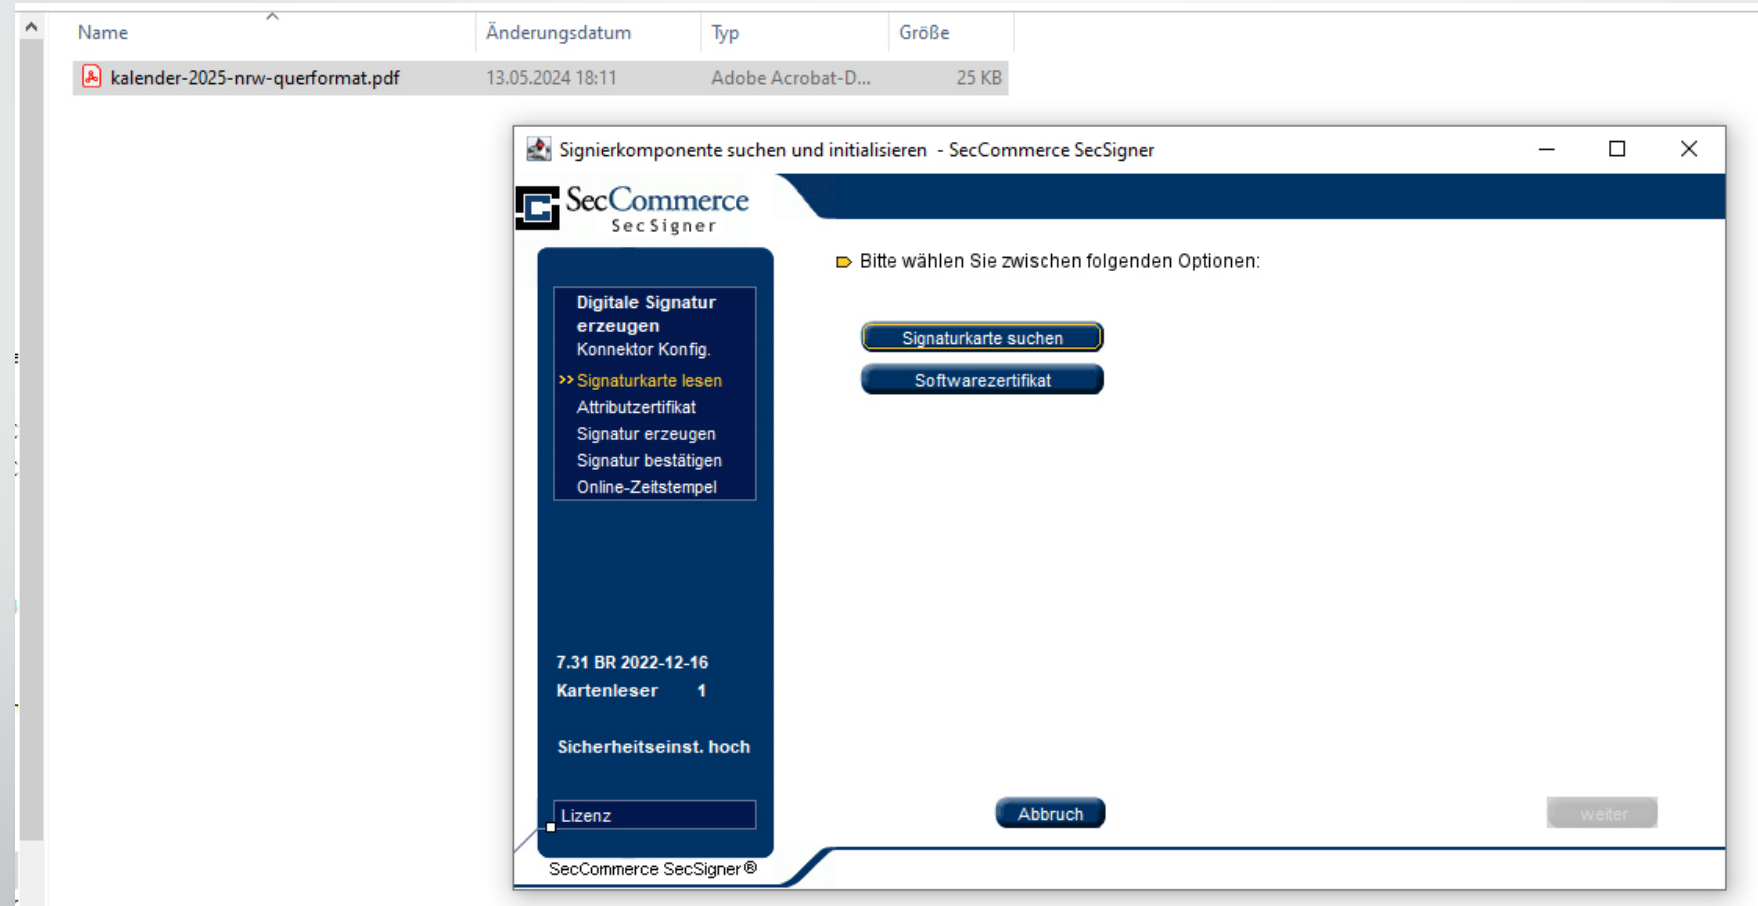 Name Änderungsdatum Typ Größe
kalender-2025-nrw-querformat.pdf 13.05.2024 18:11 Adobe Acrobat-D... 25 KB
Signierkomponente suchen und initialisieren - SecCommerce SecSigner
SecCommerce
SecSigner
Bitte wählen Sie zwischen folgenden Optionen:
Digitale Signatur
erzeugen
Konnektor Konfig.
>> Signaturkarte lesen
Attributzertifikat
Signatur erzeugen
Signatur bestätigen
Online-Zeitstempel
Signaturkarte suchen
Softwarezertifikat
7.31 BR 2022-12-16
Kartenleser 1
Sicherheitseinst. hoch
Lizenz
Abbruch
weiter
SecCommerce SecSigner®